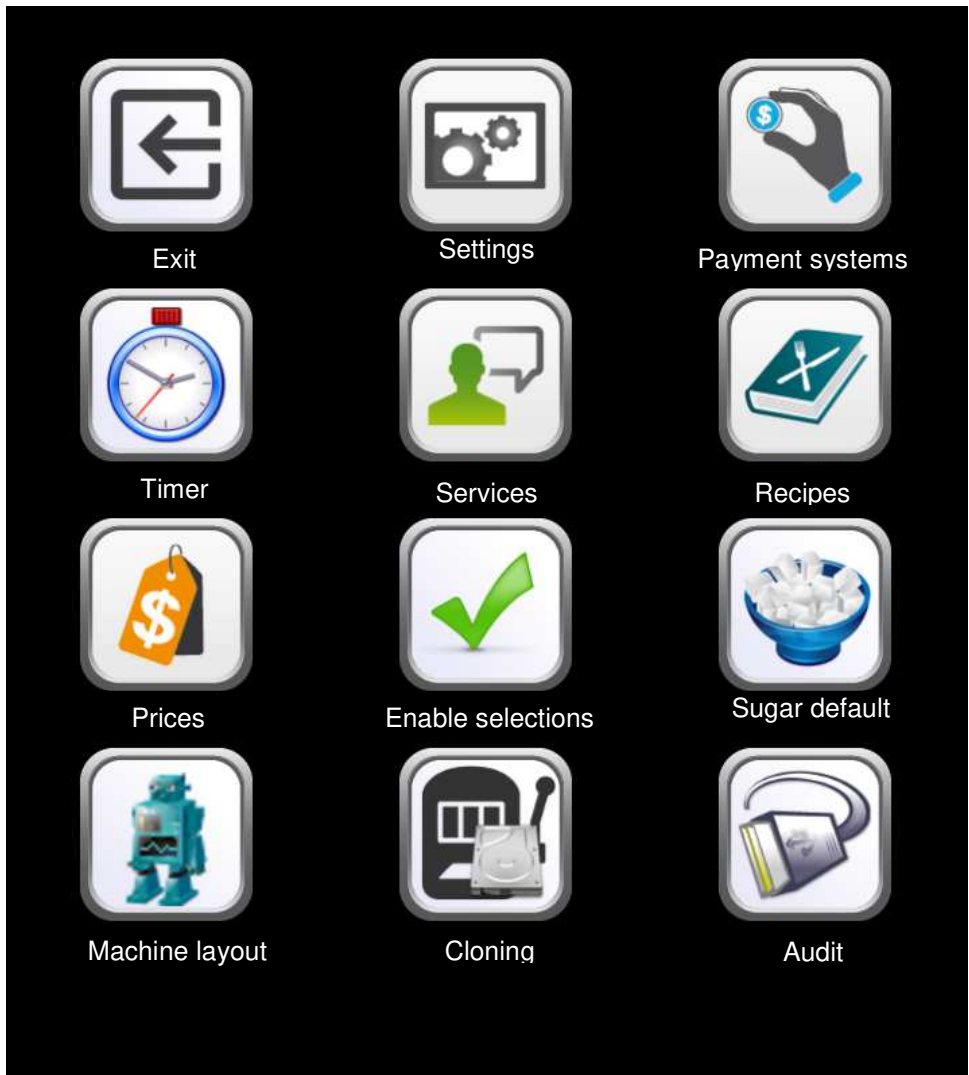 Exit
Settings
Payment systems
Timer
Services
Recipes
Prices
Enable selections
Sugar default
Machine layout
Cloning
Audit